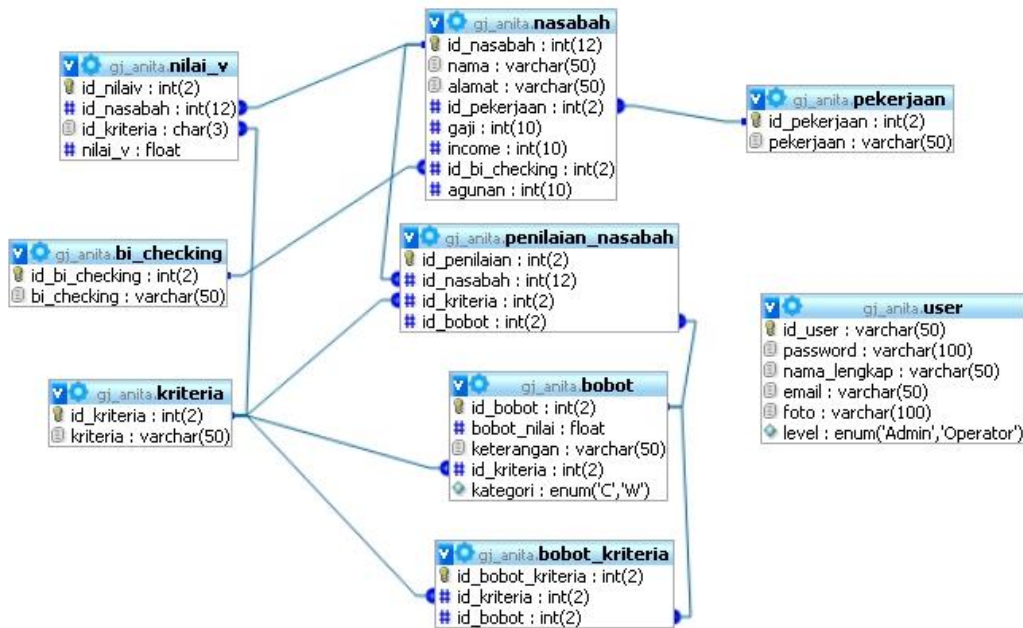 gj_anita.nilai_v
id_nilaiv : int(2)
id_nasabah : int(12)
id_kriteria : char(3)
nilai_v : float
gj_anita.nasabah
id_nasabah : int(12)
nama : varchar(50)
alamat : varchar(50)
id_pekerjaan : int(2)
gaji : int(10)
income : int(10)
id_bi_checking : int(2)
agunan : int(10)
gj_anita.pekerjaan
id_pekerjaan : int(2)
pekerjaan : varchar(50)
gj_anita.bi_checking
id_bi_checking : int(2)
bi_checking : varchar(50)
gj_anita.penilaian_nasabah
id_penilaian : int(2)
id_nasabah : int(12)
id_kriteria : int(2)
id_bobot : int(2)
gj_anita.user
id_user : varchar(50)
password : varchar(100)
nama_lengkap : varchar(50)
email : varchar(50)
foto : varchar(100)
level : enum('Admin','Operator')
gj_anita.kriteria
id_kriteria : int(2)
kriteria : varchar(50)
gj_anita.bobot
id_bobot : int(2)
bobot_nilai : float
keterangan : varchar(50)
id_kriteria : int(2)
kategori : enum('C','W')
gj_anita.bobot_kriteria
id_bobot_kriteria : int(2)
id_kriteria : int(2)
id_bobot : int(2)